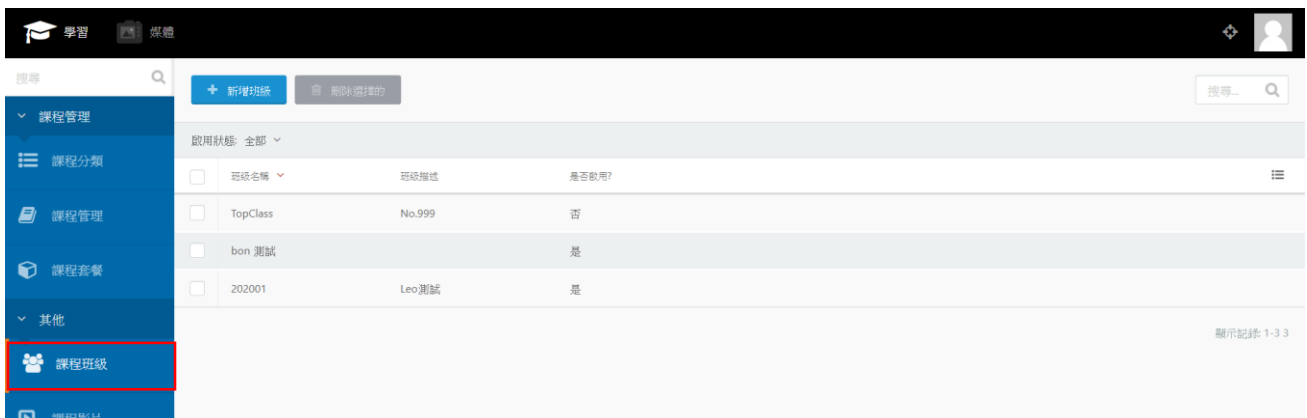 學習 媒體
搜尋
新增班級 刪除選擇的 搜尋...
課程管理
啟用狀態: 全部
課程分類
班級名稱 班級描述 是否啟用?
課程管理
TopClass No.999 否
bon 測試 是
課程套餐
202001 Leo測試 是
其他
顯示記錄: 1-3 3
課程班級
課程影片